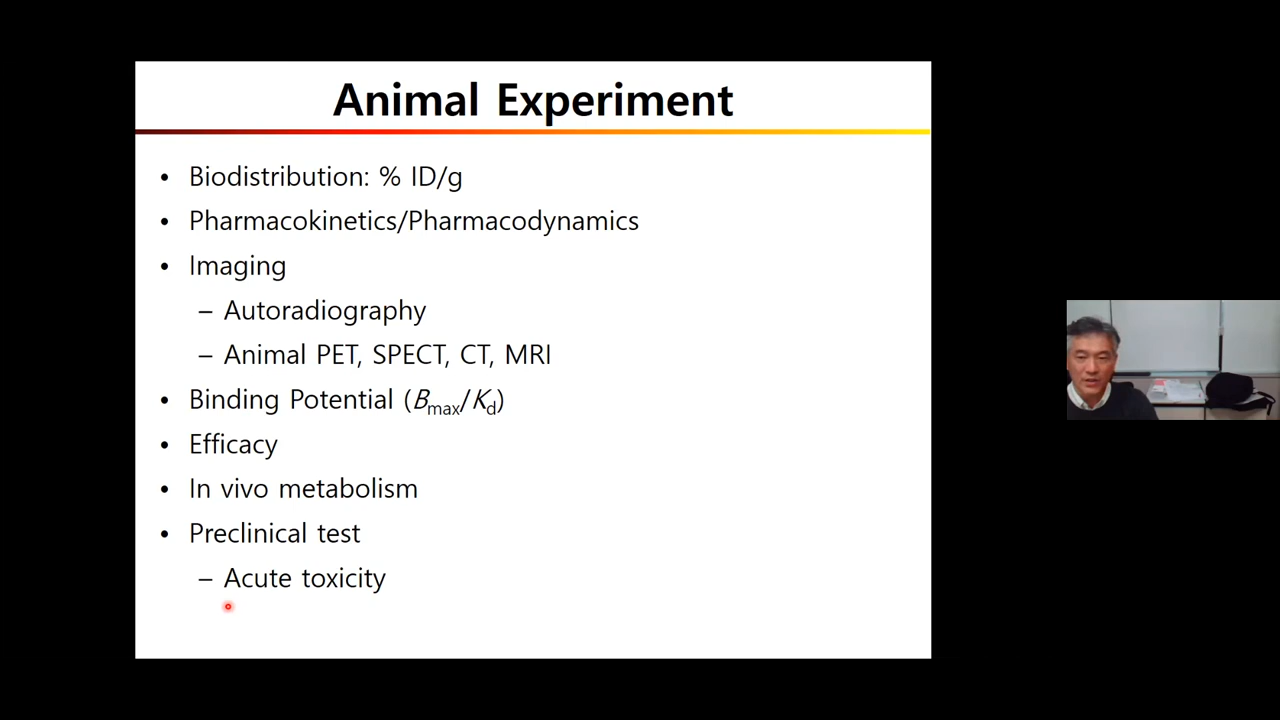 Animal Experiment
• Biodistribution: % ID/g
• Pharmacokinetics/Pharmacodynamics
• Imaging
– Autoradiography
– Animal PET, SPECT, CT, MRI
• Binding Potential (Bmax/Kd)
• Efficacy
• In vivo metabolism
• Preclinical test
– Acute toxicity